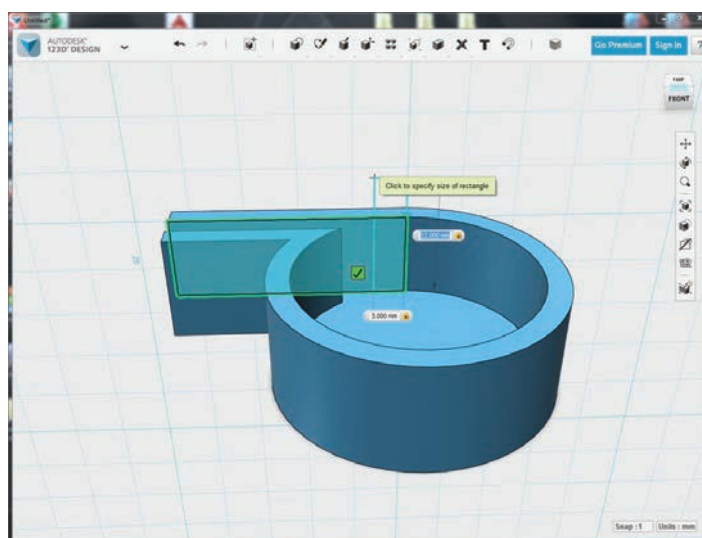 Untitled*
AUTODESK®
123D® DESIGN
T
Go Premium
Sign in
?
TOP
FRONT
Click to specify size of rectangle
3.000 mm
Snap : 1
Units : mm